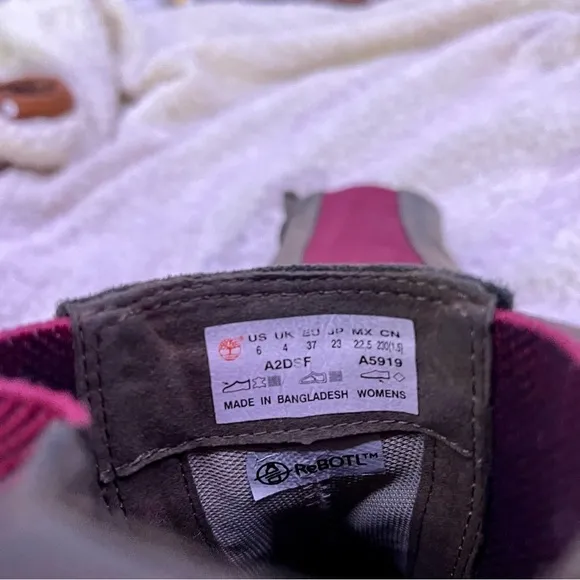 US UK EU JP MX CN
6 4 37 23 22.5 230(1.5)
A2DSF A5919
MADE IN BANGLADESH WOMENS
ReBOTL™